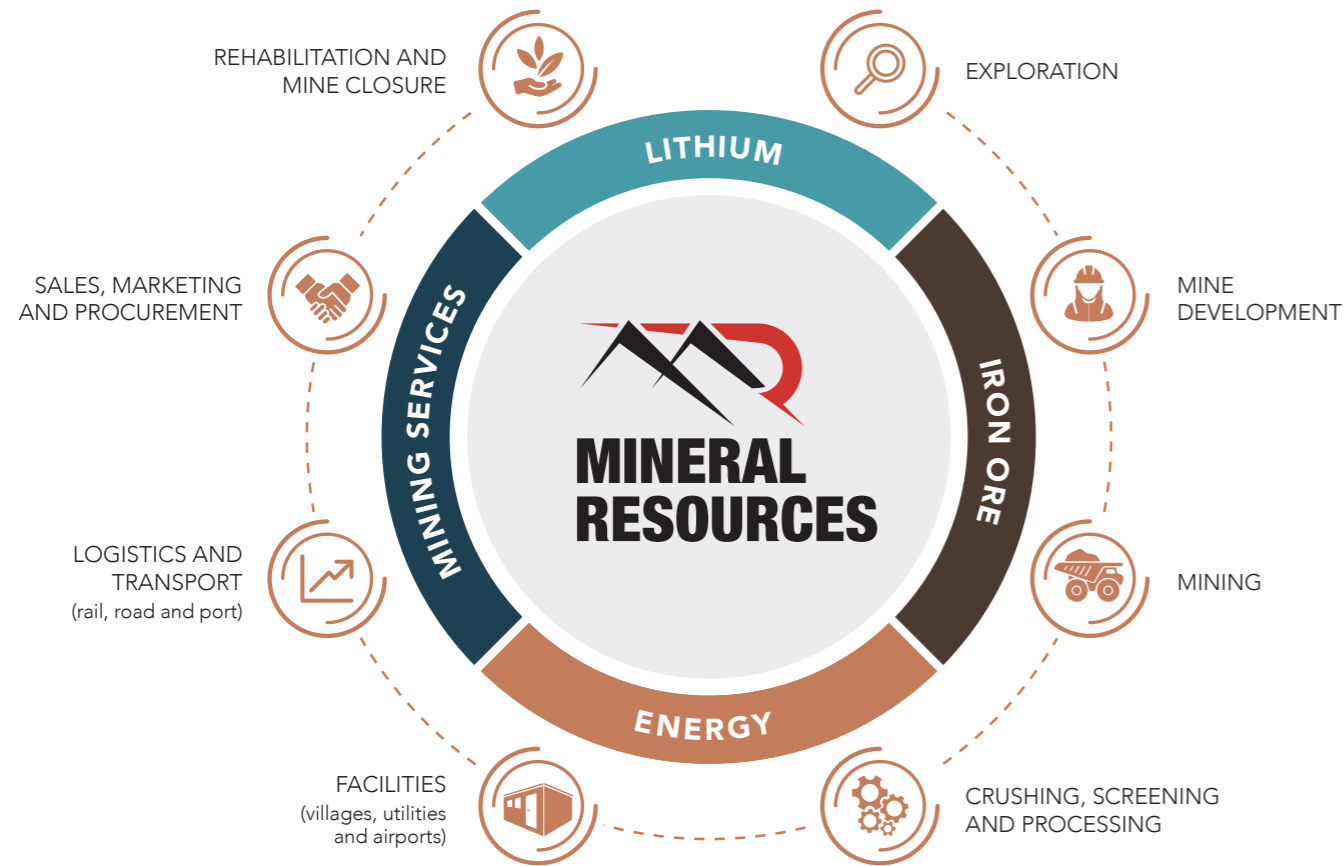 REHABILITATION AND
MINE CLOSURE
EXPLORATION
LITHIUM
SALES, MARKETING
AND PROCUREMENT
MINE
DEVELOPMENT
MINING SERVICES
IRON ORE
MINERAL
RESOURCES
LOGISTICS AND
TRANSPORT
(rail, road and port)
MINING
ENERGY
FACILITIES
(villages, utilities
and airports)
CRUSHING, SCREENING
AND PROCESSING